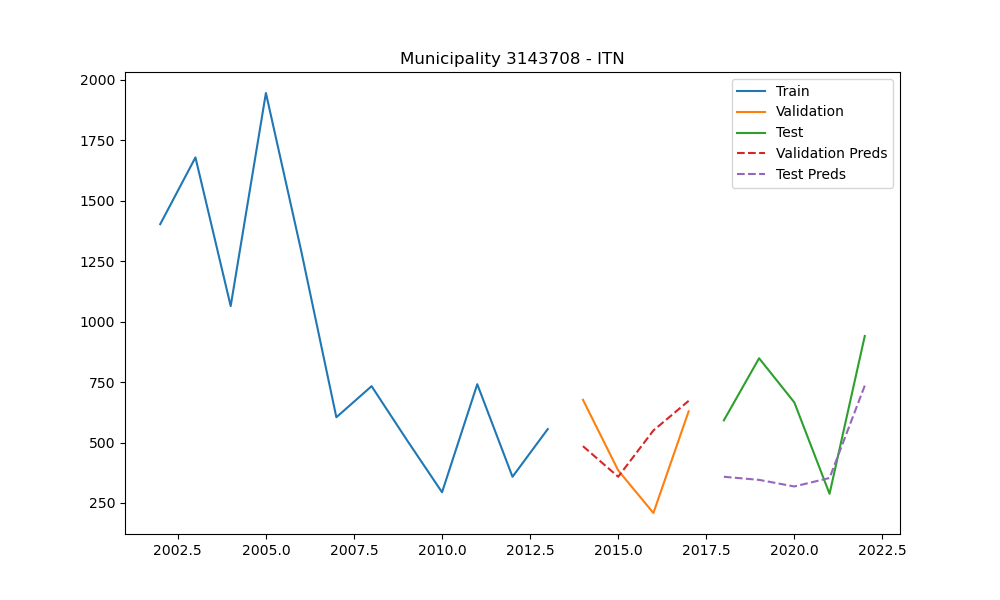 Municipality 3143708 - ITN
2000
1750
1500
1250
1000
750
500
250
2002.5 2005.0 2007.5 2010.0 2012.5 2015.0 2017.5 2020.0 2022.5
Train
Validation
Test
Validation Preds
Test Preds